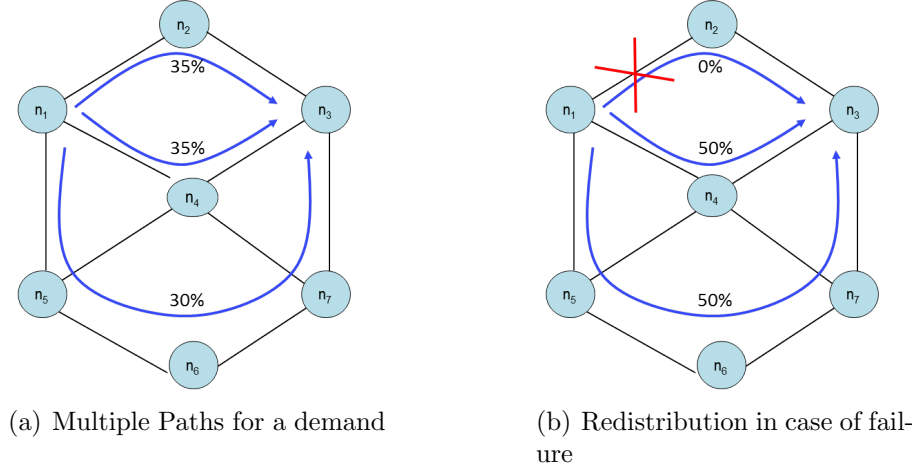 n2
35%
n1
n3
35%
n4
n5
30%
n7
n6
(a) Multiple Paths for a demand
n2
0%
n1
n3
50%
n4
n5
50%
n7
n6
(b) Redistribution in case of fail-
ure